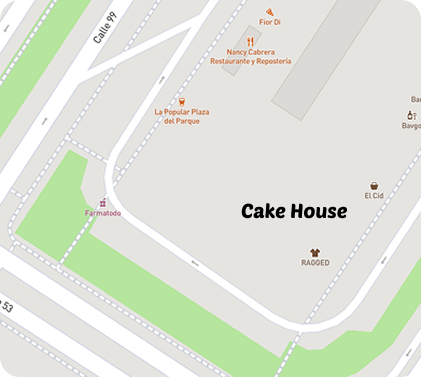 Calle 99
Fior Di
Nancy Cabrera
Restaurante y Repostería
La Popular Plaza
del Parque
Ba
Bavgo
El Cid
Farmatodo
Cake House
RAGGED
53